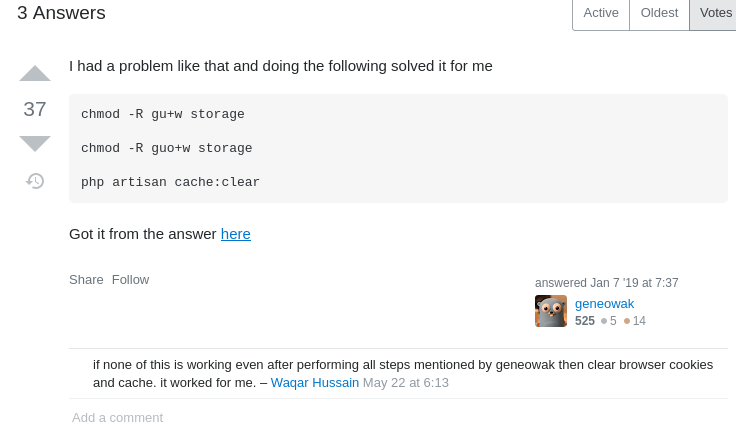 3 Answers
Active Oldest Votes
I had a problem like that and doing the following solved it for me
37
chmod -R gu+w storage
chmod -R guo+w storage
php artisan cache:clear
Got it from the answer here
Share Follow
answered Jan 7 '19 at 7:37
geneowak
525 5 14
if none of this is working even after performing all steps mentioned by geneowak then clear browser cookies
and cache. it worked for me. – Waqar Hussain May 22 at 6:13
Add a comment